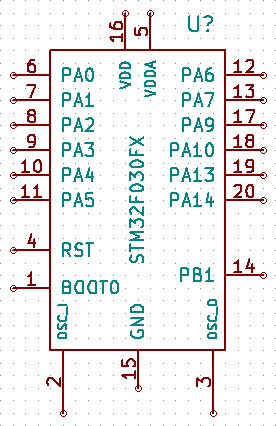 U?
16 5
VDD VDDA
6 PA0 PA6 12
7 PA1 PA7 13
8 PA2 PA9 17
9 PA3 PA10 18
10 PA4 PA13 19
11 PA5 PA14 20
STM32F030FX
4 RST
PB1 14
1 BOOT0
OSC_I GND OSC_O
2 15 3